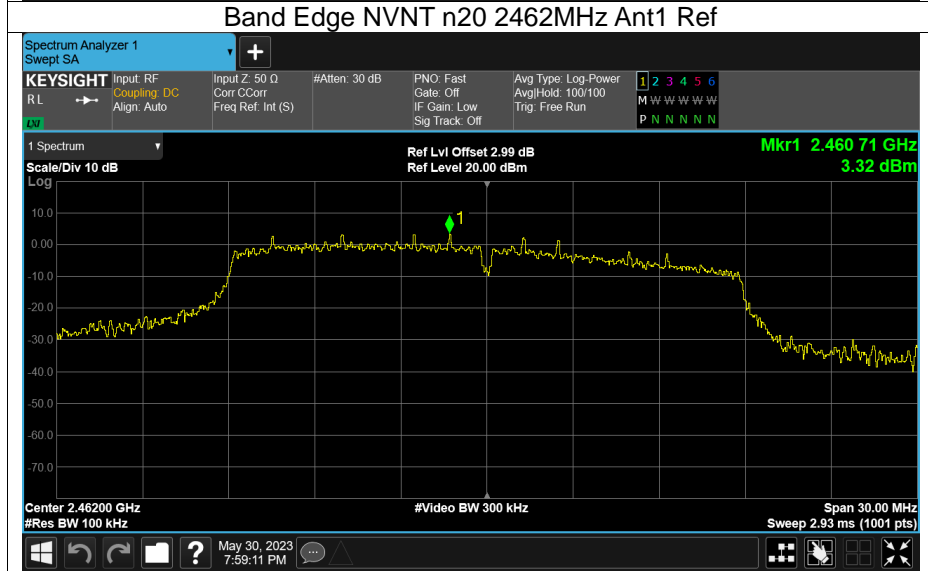 Band Edge NVNT n20 2462MHz Ant1 Ref
Spectrum Analyzer 1
Swept SA
+
KEYSIGHT
R L
LXI
Input: RF
Coupling: DC
Align: Auto
Input Z: 50 Ω
Corr CCorr
Freq Ref: Int (S)
#Atten: 30 dB
PNO: Fast
Gate: Off
IF Gain: Low
Sig Track: Off
Avg Type: Log-Power
Avg|Hold: 100/100
Trig: Free Run
1 2 3 4 5 6
M W W W W W W
P N N N N N N
1 Spectrum
Scale/Div 10 dB
Ref Lvl Offset 2.99 dB
Ref Level 20.00 dBm
Mkr1 2.460 71 GHz
3.32 dBm
Log
10.0
0.00
-10.0
-20.0
-30.0
-40.0
-50.0
-60.0
-70.0
1
Center 2.46200 GHz
#Res BW 100 kHz
#Video BW 300 kHz
Span 30.00 MHz
Sweep 2.93 ms (1001 pts)
?
May 30, 2023
7:59:11 PM